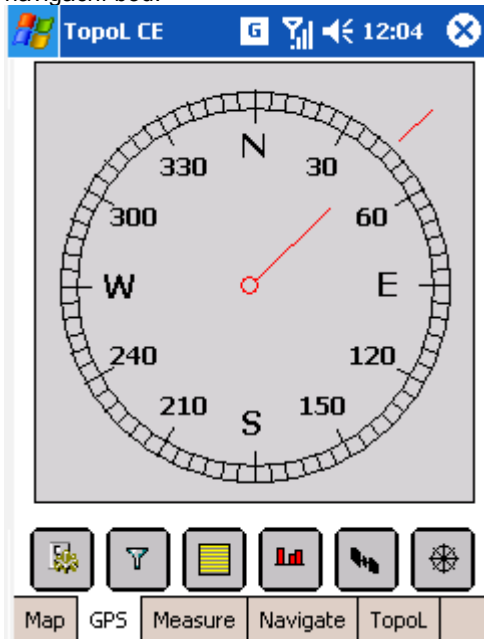 TopoL CE G 12:04
N
330 30
300 60
W E
240 120
210 150
S
Map GPS Measure Navigate TopoL